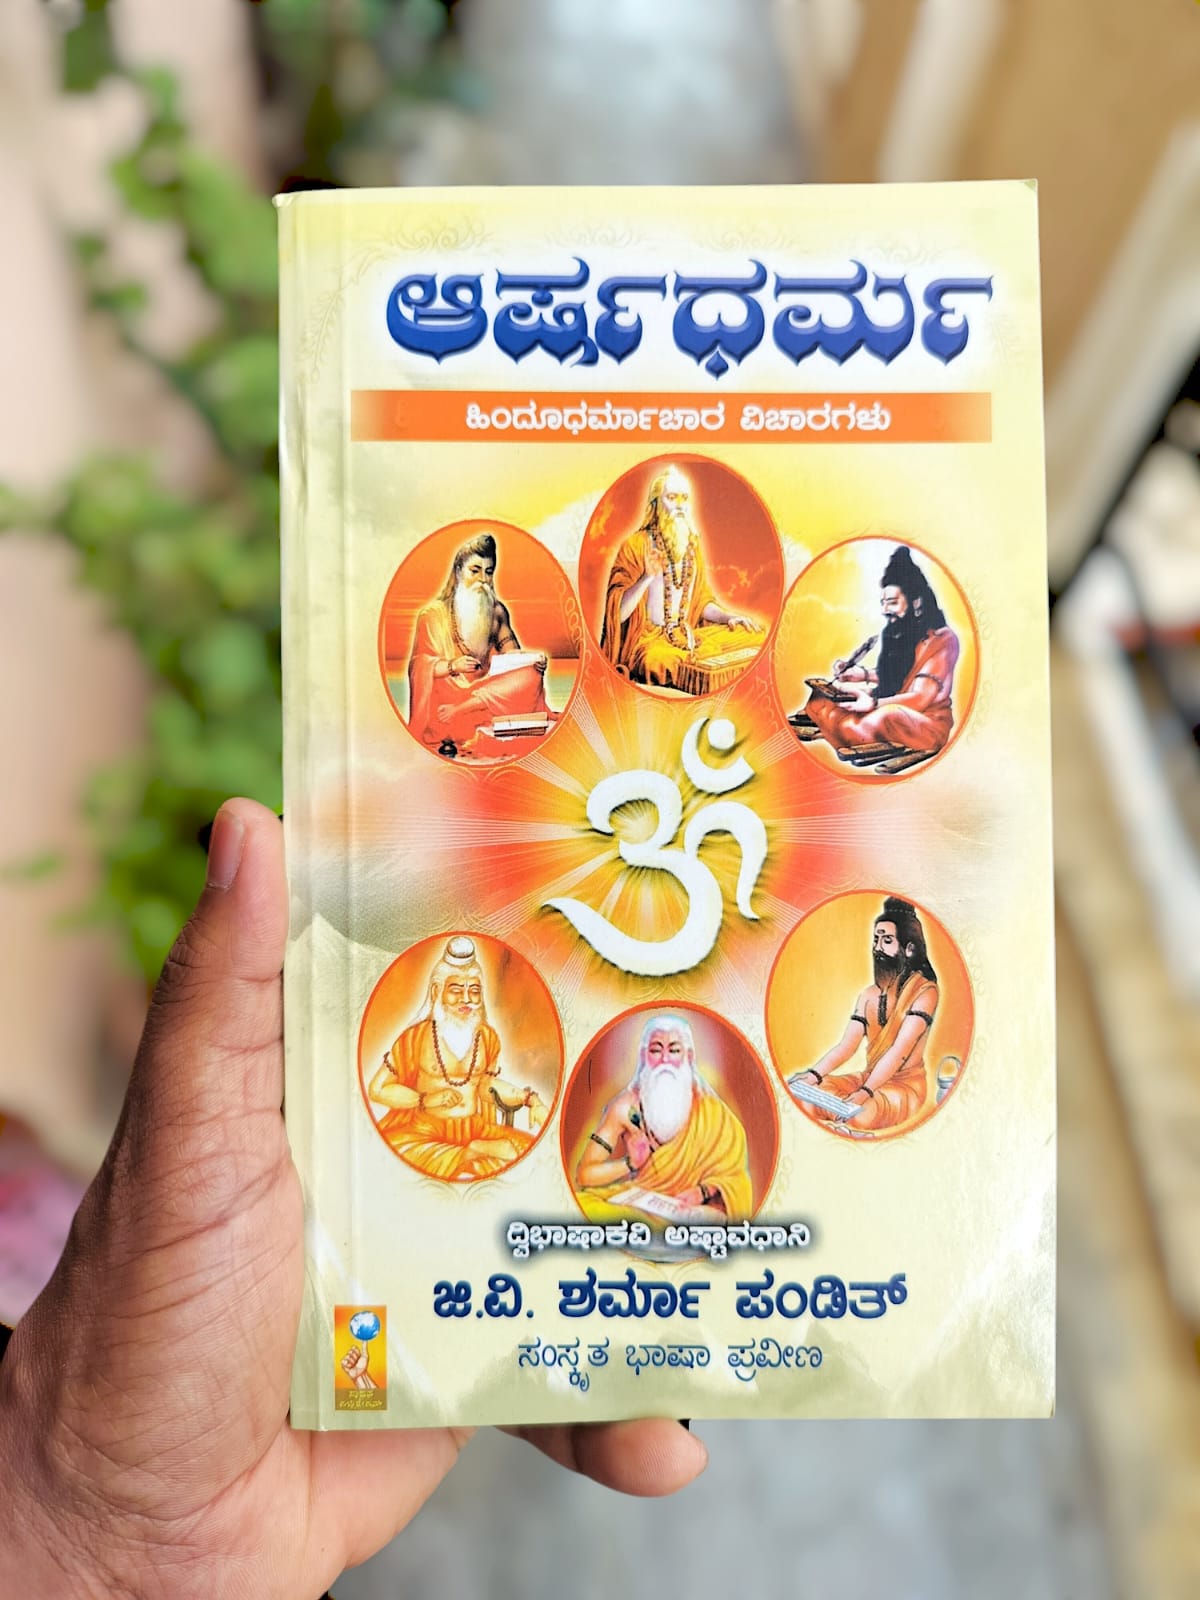 ಆರ್ಷಧರ್ಮ
ಹಿಂದೂಧರ್ಮಾಚಾರ ವಿಚಾರಗಳು
ದ್ವಿಭಾಷಾಕವಿ ಅಷ್ಟಾವಧಾನಿ
ಜಿ.ವಿ. ಶರ್ಮಾ ಪಂಡಿತ್
ಸಂಸ್ಕೃತ ಭಾಷಾ ಪ್ರವೀಣ